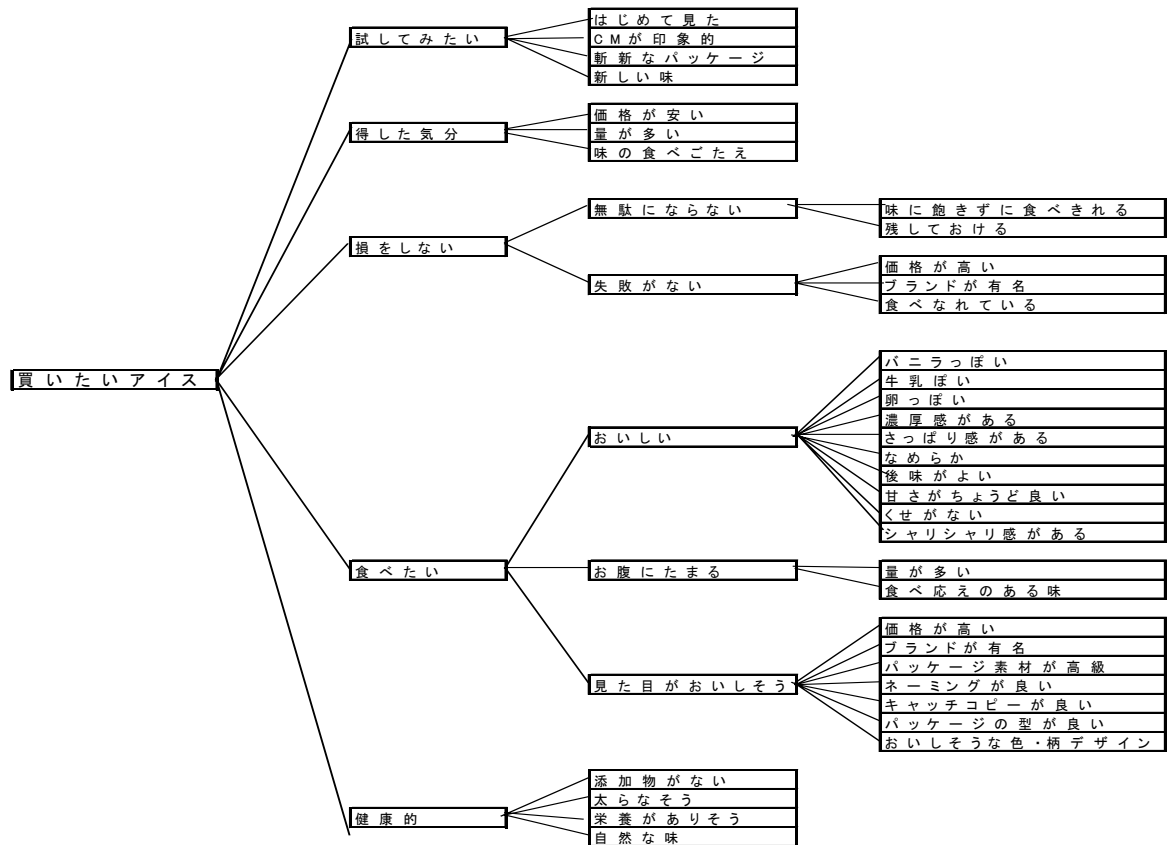 買いたいアイス
試してみたい
はじめて見た
CMが印象的
斬新なパッケージ
新しい味
得した気分
価格が安い
量が多い
味の食べごたえ
損をしない
無駄にならない
味に飽きずに食べきれる
残しておける
失敗がない
価格が高い
ブランドが有名
食べなれている
食べたい
おいしい
バニラっぽい
牛乳ぽい
卵っぽい
濃厚感がある
さっぱり感がある
なめらか
後味がよい
甘さがちょうど良い
くせがない
シャリシャリ感がある
お腹にたまる
量が多い
食べ応えのある味
見た目がおいしそう
価格が高い
ブランドが有名
パッケージ素材が高級
ネーミングが良い
キャッチコピーが良い
パッケージの型が良い
おいしそうな色・柄デザイン
健康的
添加物がない
太らなそう
栄養がありそう
自然な味